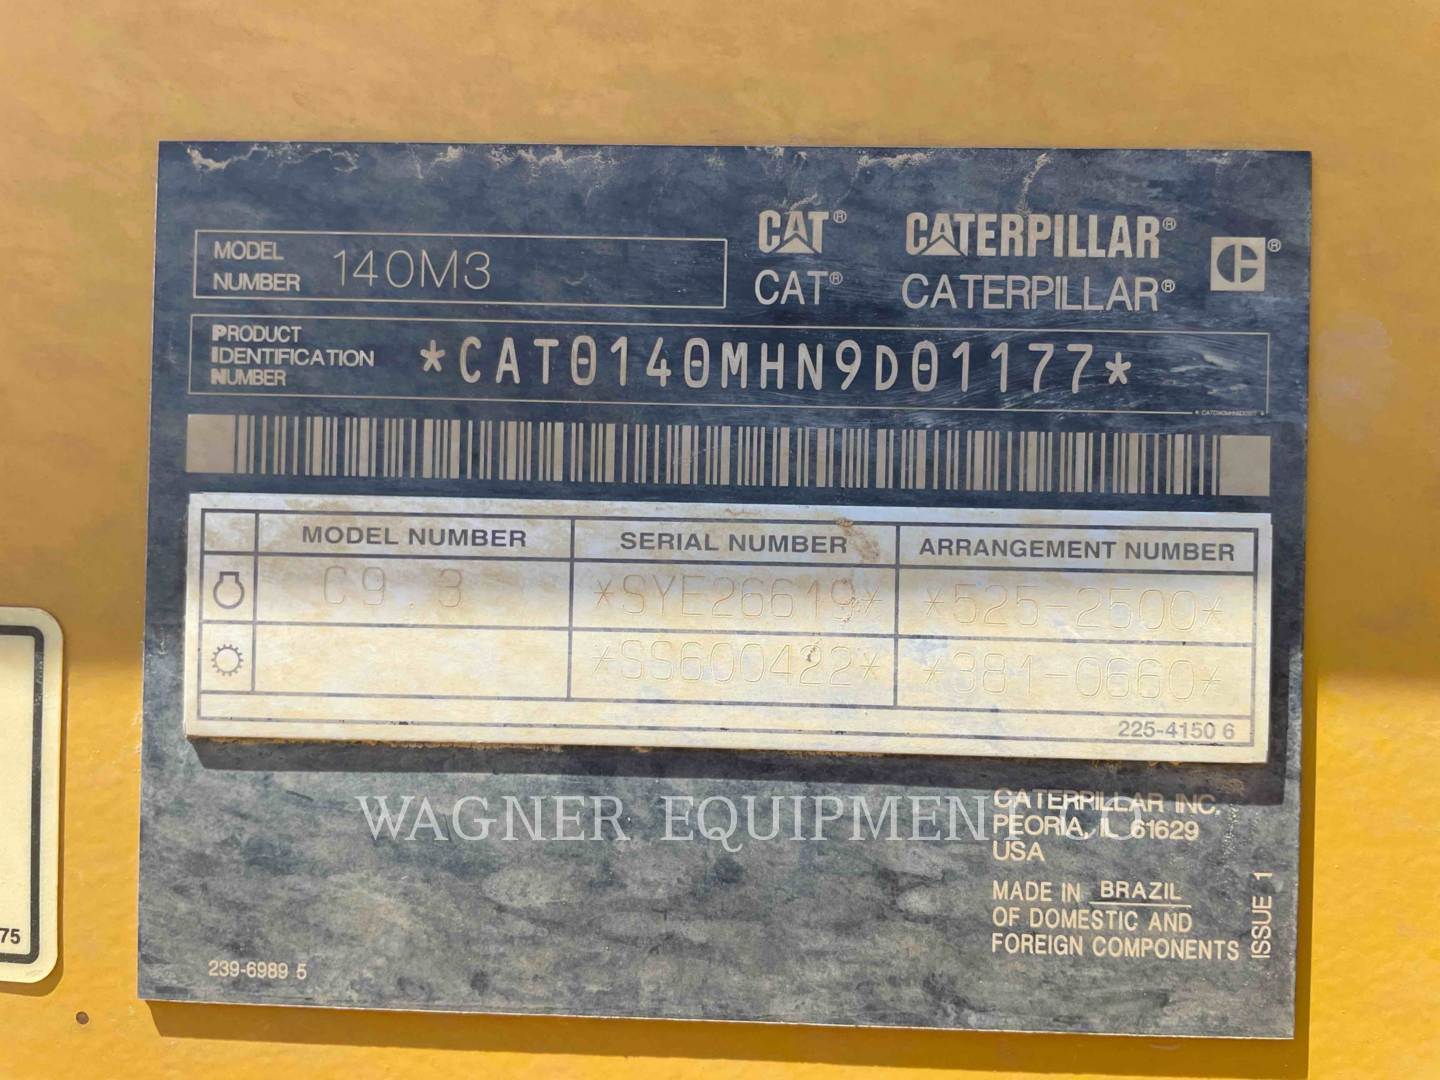 MODEL NUMBER 140M3
CAT® CATERPILLAR®
CAT® CATERPILLAR®
PRODUCT IDENTIFICATION NUMBER *CAT0140MHN9D01177*
MODEL NUMBER SERIAL NUMBER ARRANGEMENT NUMBER
C9.3 *SYE26619* *525-2500*
*SS600422* *381-0660*
225-4150 6
WAGNER EQUIPMENT CO
CATERPILLAR INC.
PEORIA, IL 61629
USA
MADE IN BRAZIL
OF DOMESTIC AND
FOREIGN COMPONENTS
ISSUE 1
239-6989 5
75